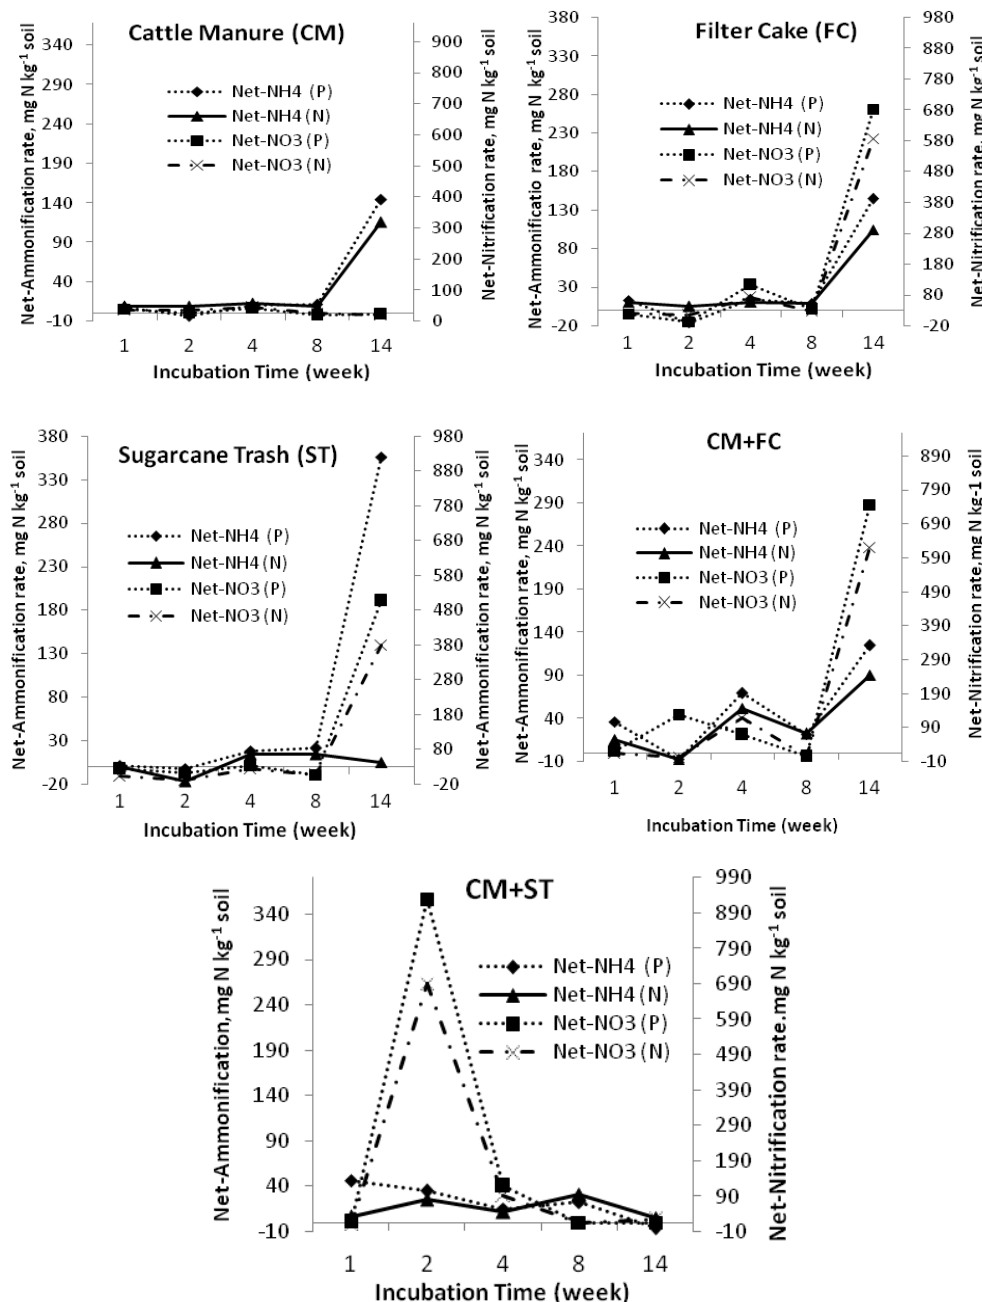 Cattle Manure (CM)
Net-Ammonification rate, mg N kg⁻¹ soil
340
290
240
190
140
90
40
-10
Net-NH4 (P)
Net-NH4 (N)
Net-NO3 (P)
Net-NO3 (N)
900
800
700
600
500
400
300
200
100
0
Net-Nitrification rate, mg N kg⁻¹ soil
1 2 4 8 14
Incubation Time (week)
Filter Cake (FC)
Net-Ammonificatio rate, mg N kg⁻¹ soil
380
330
280
230
180
130
80
30
-20
Net-NH4 (P)
Net-NH4 (N)
Net-NO3 (P)
Net-NO3 (N)
980
880
780
680
580
480
380
280
180
80
-20
Net-Nitrification rate, mg N kg⁻¹ soil
1 2 4 8 14
Incubation Time (week)
Sugarcane Trash (ST)
Net-Ammonification rate, mg N kg⁻¹ soil
380
330
280
230
180
130
80
30
-20
Net-NH4 (P)
Net-NH4 (N)
Net-NO3 (P)
Net-NO3 (N)
980
880
780
680
580
480
380
280
180
80
-20
Net-Ammonification rate, mg N kg⁻¹ soil
1 2 4 8 14
Incubation Time (week)
CM+FC
Net-Ammonification rate, mg N kg⁻¹ soil
340
290
240
190
140
90
40
-10
Net-NH4 (P)
Net-NH4 (N)
Net-NO3 (P)
Net-NO3 (N)
890
790
690
590
490
390
290
190
90
-10
Net-Nitrification rate, mg N kg-1 soil
1 2 4 8 14
Incubation Time (week)
CM+ST
Net-Ammonification, mg N kg⁻¹ soil
340
290
240
190
140
90
40
-10
Net-NH4 (P)
Net-NH4 (N)
Net-NO3 (P)
Net-NO3 (N)
990
890
790
690
590
490
390
290
190
90
-10
Net-Nitrification rate.mg N kg⁻¹ soil
1 2 4 8 14
Incubation Time (week)